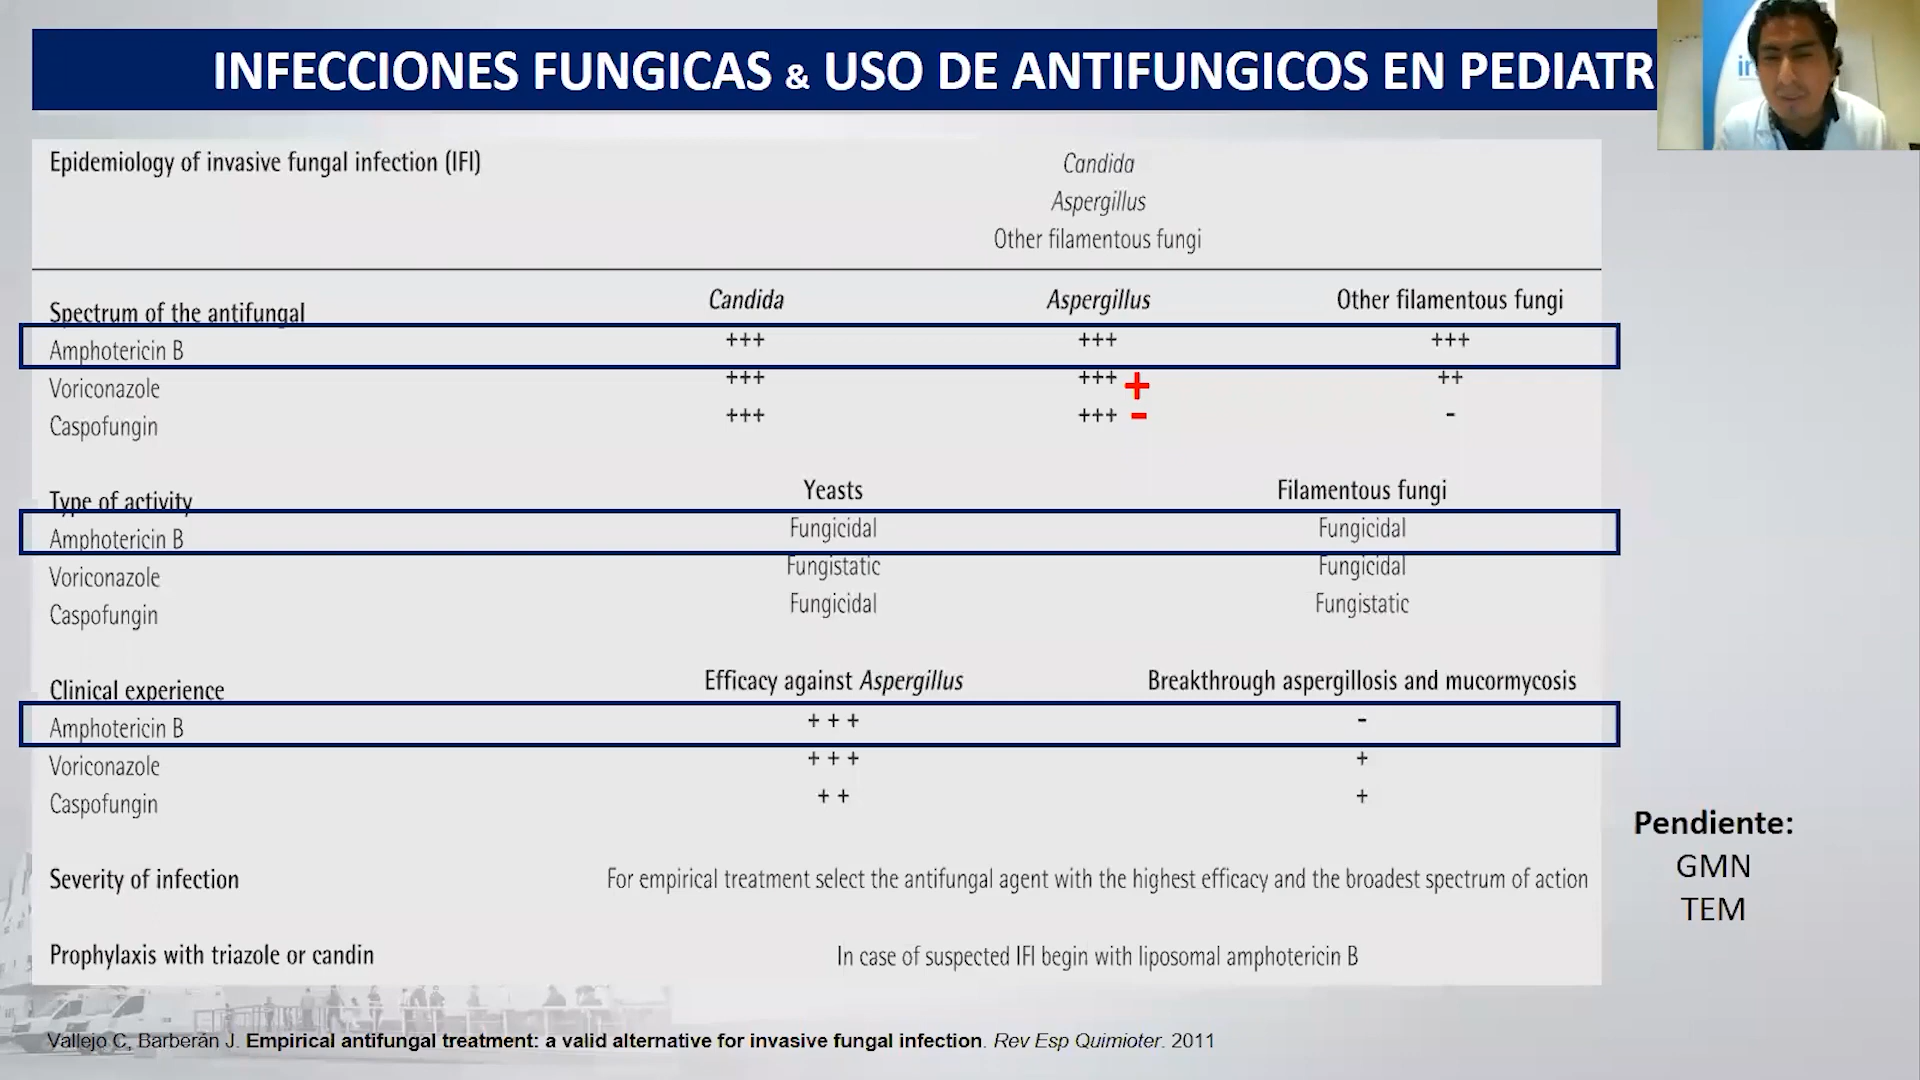 INFECCIONES FUNGICAS & USO DE ANTIFUNGICOS EN PEDIATR
Epidemiology of invasive fungal infection (IFI)
Candida
Aspergillus
Other filamentous fungi
Spectrum of the antifungal Candida Aspergillus Other filamentous fungi
Amphotericin B +++ +++ +++
Voriconazole +++ +++ + ++
Caspofungin +++ +++ - -
Type of activity Yeasts Filamentous fungi
Amphotericin B Fungicidal Fungicidal
Voriconazole Fungistatic Fungicidal
Caspofungin Fungicidal Fungistatic
Clinical experience Efficacy against Aspergillus Breakthrough aspergillosis and mucormycosis
Amphotericin B + + + -
Voriconazole + + + +
Caspofungin + + +
Severity of infection For empirical treatment select the antifungal agent with the highest efficacy and the broadest spectrum of action
Prophylaxis with triazole or candin In case of suspected IFI begin with liposomal amphotericin B
Pendiente:
GMN
TEM
Vallejo C, Barberán J. Empirical antifungal treatment: a valid alternative for invasive fungal infection. Rev Esp Quimioter. 2011